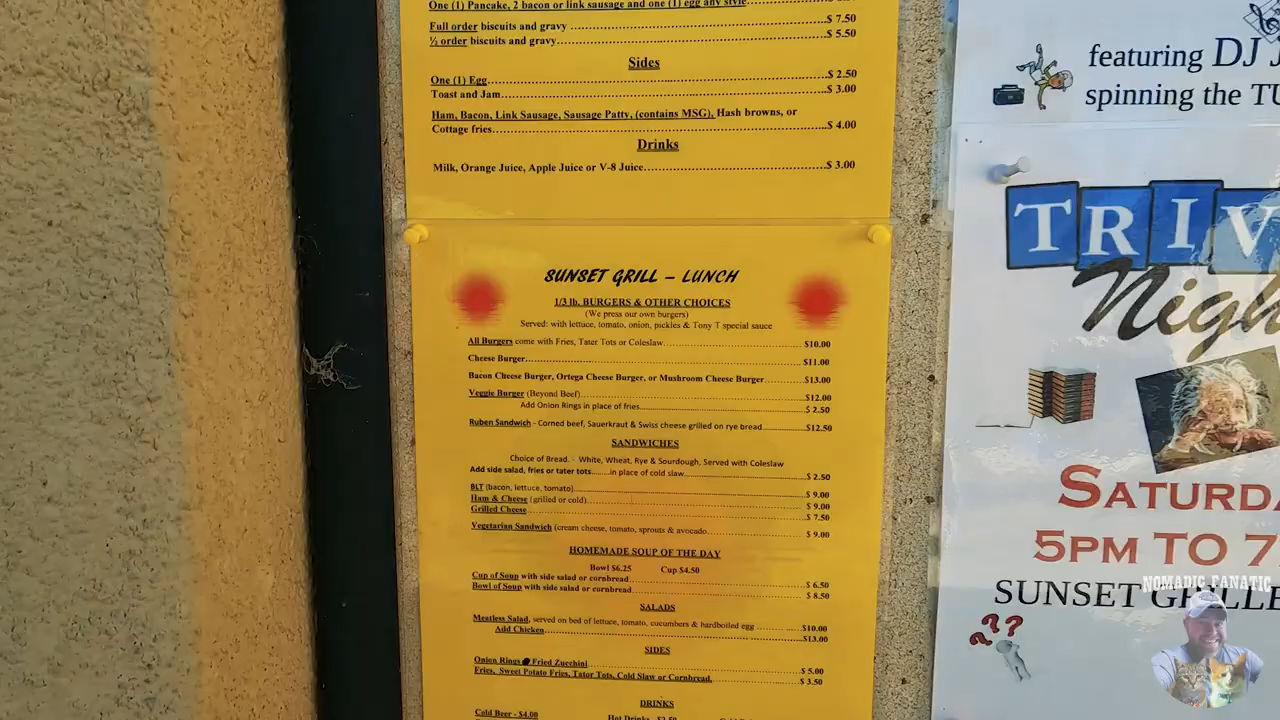 One (1) Pancake, 2 bacon or link sausage and one (1) egg any style
Full order biscuits and gravy $ 7.50
½ order biscuits and gravy $ 5.50
Sides
One (1) Egg $ 2.50
Toast and Jam $ 3.00
Ham, Bacon, Link Sausage, Sausage Patty, (contains MSG), Hash browns, or
Cottage fries $ 4.00
Drinks
Milk, Orange Juice, Apple Juice or V-8 Juice $ 3.00
SUNSET GRILL – LUNCH
1/3 lb. BURGERS & OTHER CHOICES
(We press our own burgers)
Served: with lettuce, tomato, onion, pickles & Tony T special sauce
All Burgers come with Fries, Tater Tots or Coleslaw $10.00
Cheese Burger $11.00
Bacon Cheese Burger, Ortega Cheese Burger, or Mushroom Cheese Burger $13.00
Veggie Burger (Beyond Beef) $12.00
Add Onion Rings in place of fries $ 2.50
Ruben Sandwich - Corned beef, Sauerkraut & Swiss cheese grilled on rye bread $12.50
SANDWICHES
Choice of Bread. - White, Wheat, Rye & Sourdough, Served with Coleslaw
Add side salad, fries or tater tots in place of cold slaw $ 2.50
BLT (bacon, lettuce, tomato) $ 9.00
Ham & Cheese (grilled or cold) $ 9.00
Grilled Cheese $ 7.50
Vegetarian Sandwich (cream cheese, tomato, sprouts & avocado $ 9.00
HOMEMADE SOUP OF THE DAY
Bowl $6.25 Cup $4.50
Cup of Soup with side salad or cornbread $ 6.50
Bowl of Soup with side salad or cornbread $ 8.50
SALADS
Meatless Salad, served on bed of lettuce, tomato, cucumbers & hardboiled egg $10.00
Add Chicken $13.00
SIDES
Onion Rings Fried Zucchini $ 5.00
Fries, Sweet Potato Fries, Tator Tots, Cold Slaw or Cornbread, $ 3.50
DRINKS
Cold Beer - $4.00 Hot Drinks - $2.50
featuring DJ J
spinning the TU
TRIV
Nigh
SATURDA
5PM TO 7
SUNSET GRILLE
???
NOMADIC FANATIC